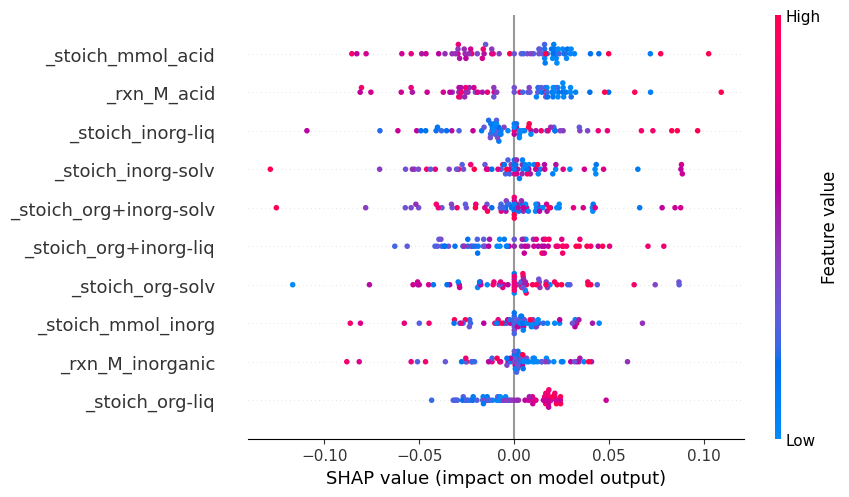 High
_stoich_mmol_acid
_rxn_M_acid
_stoich_inorg-liq
_stoich_inorg-solv
_stoich_org+inorg-solv
_stoich_org+inorg-liq
_stoich_org-solv
_stoich_mmol_inorg
_rxn_M_inorganic
_stoich_org-liq
Feature value
Low
−0.10 −0.05 0.00 0.05 0.10
SHAP value (impact on model output)